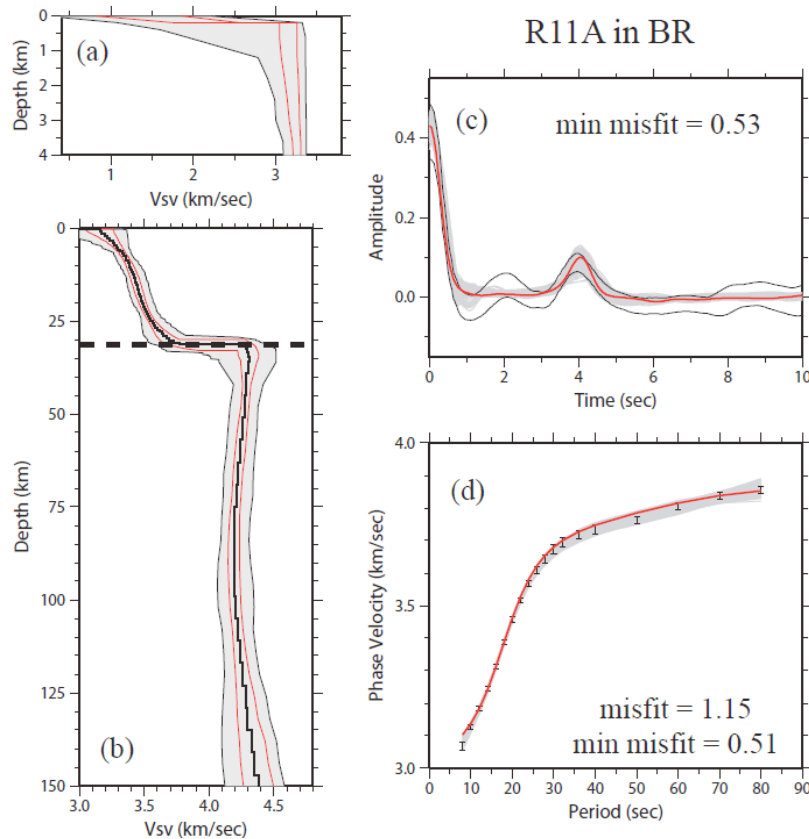 R11A in BR
(a)
0
1
2
3
4
Depth (km)
1
2
3
Vsv (km/sec)
(b)
0
25
50
75
100
125
150
Depth (km)
3.0
3.5
4.0
4.5
Vsv (km/sec)
(c)
min misfit = 0.53
0.4
0.2
0.0
Amplitude
0
2
4
6
8
10
Time (sec)
(d)
4.0
3.5
3.0
Phase Velocity (km/sec)
misfit = 1.15
min misfit = 0.51
0 10 20 30 40 50 60 70 80 90
Period (sec)